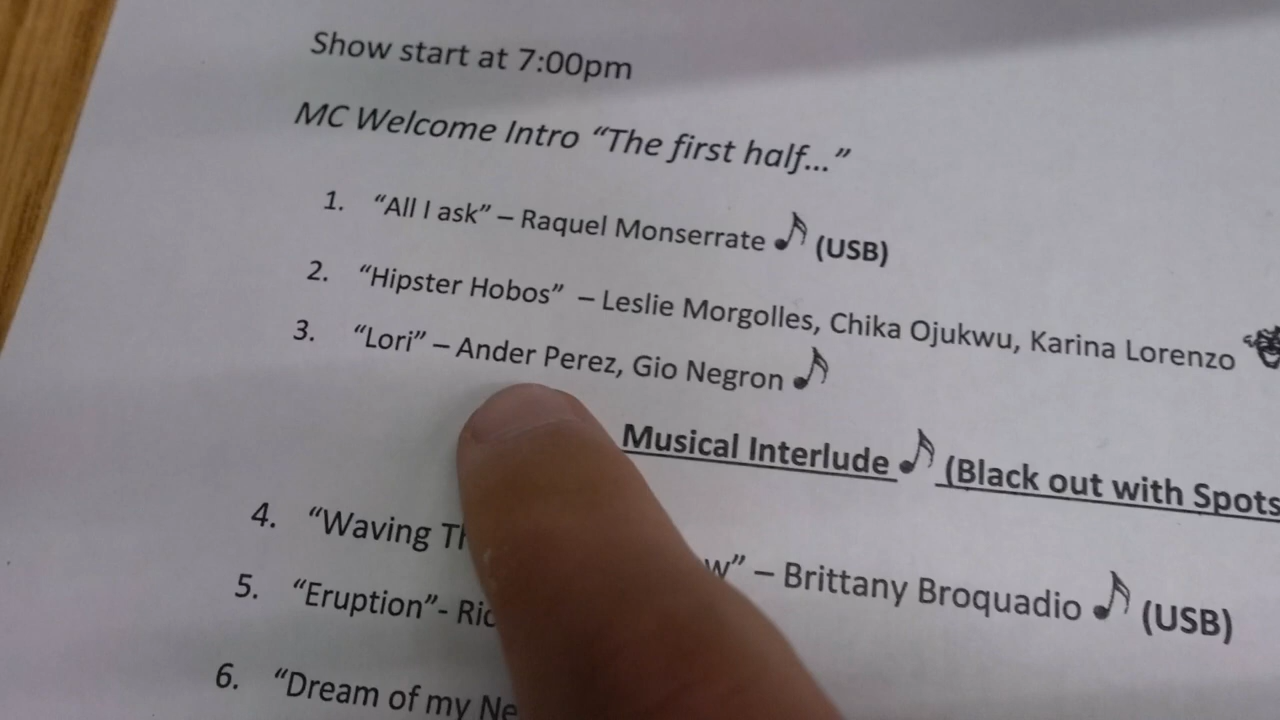 Show start at 7:00pm
MC Welcome Intro “The first half...”
1. “All I ask” – Raquel Monserrate (USB)
2. “Hipster Hobos” – Leslie Morgolles, Chika Ojukwu, Karina Lorenzo
3. “Lori” – Ander Perez, Gio Negron
Musical Interlude (Black out with Spots
4. “Waving – Brittany Broquadio (USB)
5. “Eruption”-
6. “Dream of my